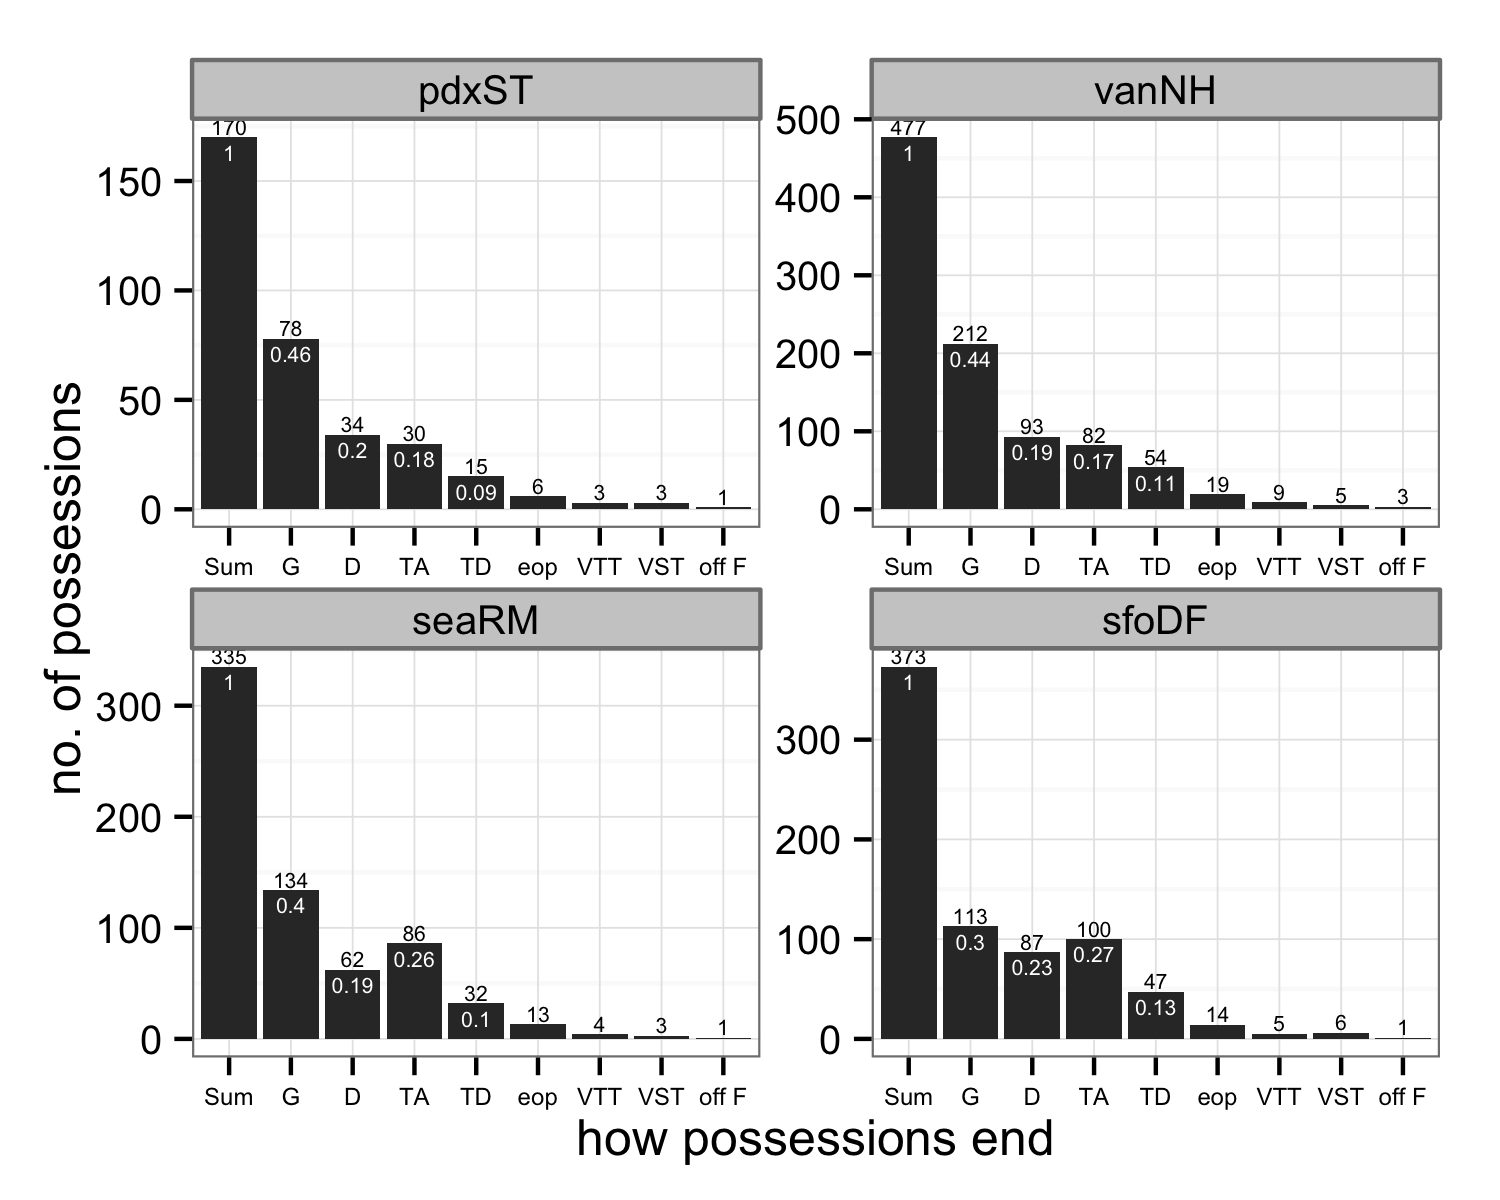 pdxST
vanNH
150
100
50
0
170 78 34 30 15 6 3 3 1
1 0.46 0.2 0.18 0.09
Sum G D TA TD eop VTT VST off F
500
400
300
200
100
0
477 212 93 82 54 19 9 5 3
1 0.44 0.19 0.17 0.11
Sum G D TA TD eop VTT VST off F
seaRM
sfoDF
300
200
100
0
335 134 62 86 32 13 4 3 1
1 0.4 0.19 0.26 0.1
Sum G D TA TD eop VTT VST off F
300
200
100
0
373 113 87 100 47 14 5 6 1
1 0.3 0.23 0.27 0.13
Sum G D TA TD eop VTT VST off F
no. of possessions
how possessions end